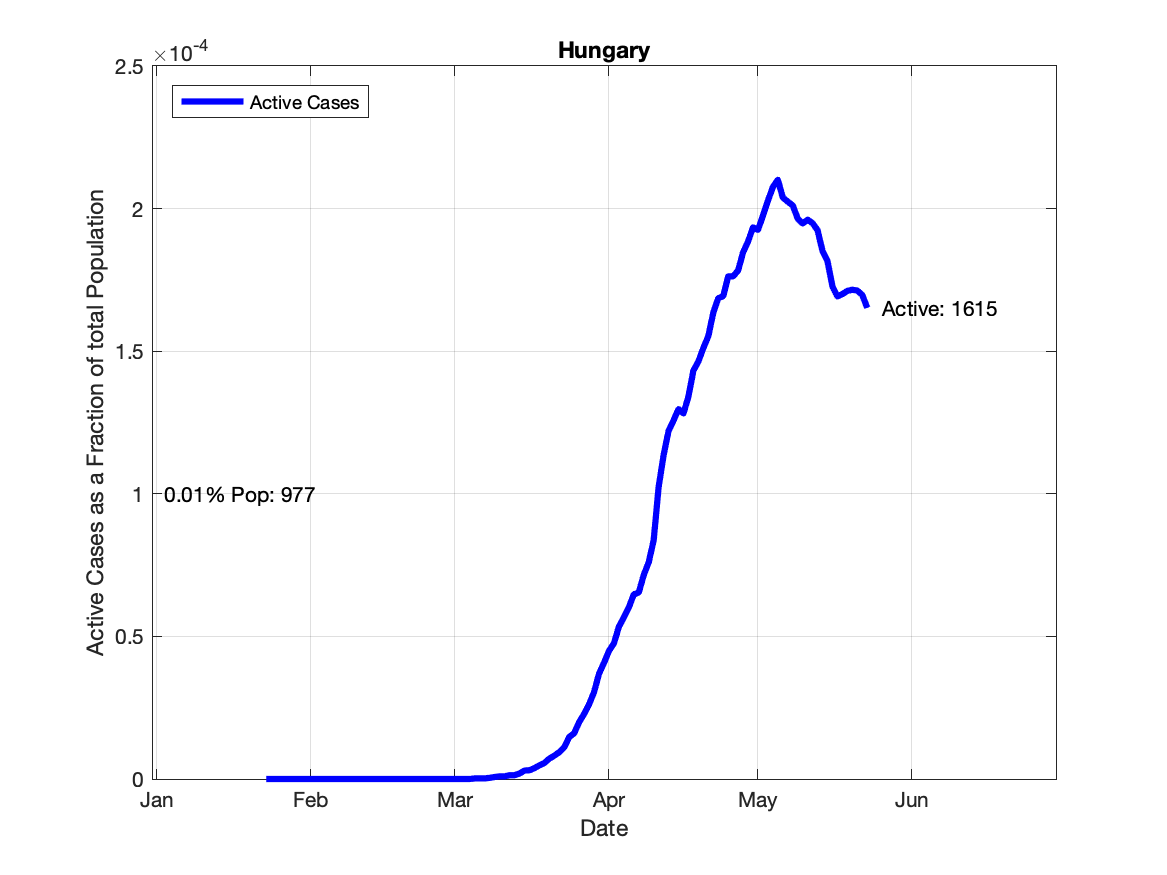 Hungary
×10-4
2.5
2
1.5
1
0.5
0
Active Cases as a Fraction of total Population
Active Cases
Active: 1615
0.01% Pop: 977
Jan Feb Mar Apr May Jun
Date